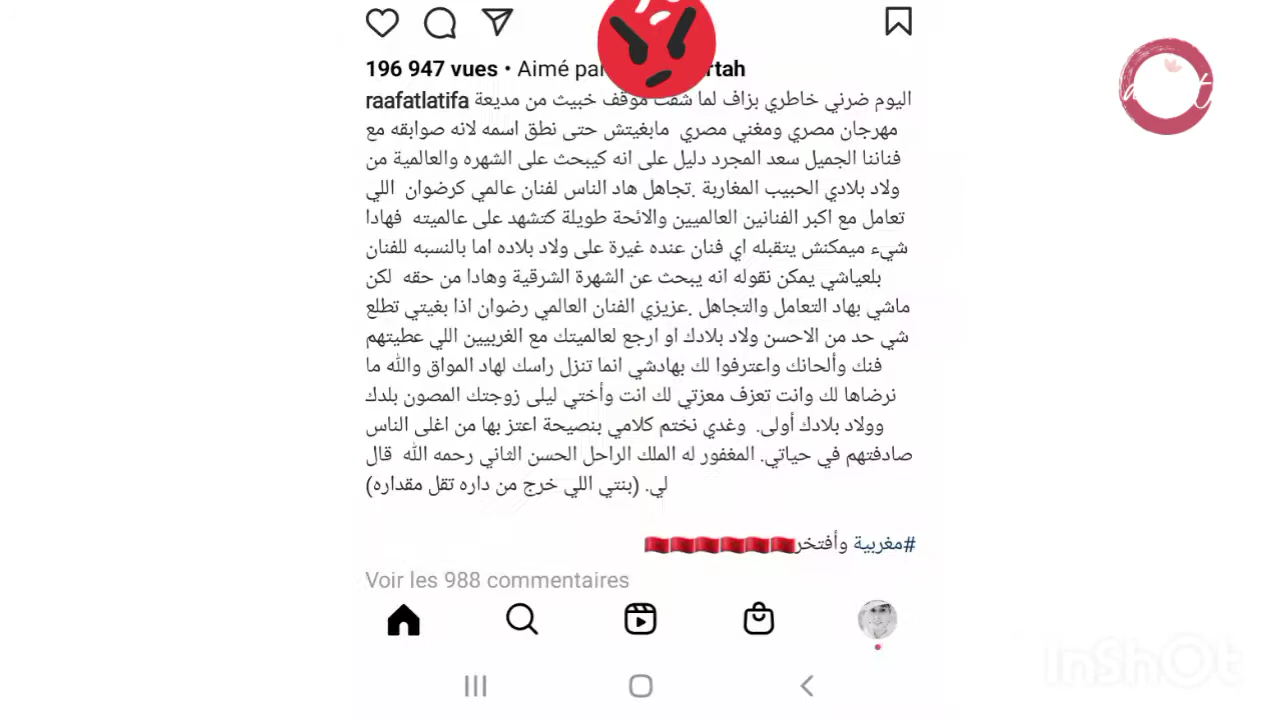 196 947 vues • Aimé par rtah
raafatlatifa اليوم ضرني خاطري بزاف لما شفت موقف خبيث من مديعة
مهرجان مصري ومغني مصري مابغيتش حتى نطق اسمه لانه صوابقه مع
فناننا الجميل سعد المجرد دليل على انه كيبحث على الشهره والعالمية من
ولاد بلادي الحبيب المغاربة .تجاهل هاد الناس لفنان عالمي كرضوان اللي
تعامل مع اكبر الفنانين العالميين والائحة طويلة كتشهد على عالميته فهادا
شيء ميمكنش يتقبله اي فنان عنده غيرة على ولاد بلاده اما بالنسبه للفنان
بلعياشي يمكن نقوله انه يبحث عن الشهرة الشرقية وهادا من حقه لكن
ماشي بهاد التعامل والتجاهل .عزيزي الفنان العالمي رضوان اذا بغيتي تطلع
شي حد من الاحسن ولاد بلادك او ارجع لعالميتك مع الغربيين اللي عطيتهم
فنك وألحانك واعترفوا لك بهادشي انما تنزل راسك لهاد المواق والله ما
نرضاها لك وانت تعزف معزتي لك انت وأختي ليلى زوجتك المصون بلدك
وولاد بلادك أولى. وغدي نختم كلامي بنصيحة اعتز بها من اغلى الناس
صادفتهم في حياتي. المغفور له الملك الراحل الحسن الثاني رحمه الله قال
لي. (بنتي اللي خرج من داره تقل مقداره)
#مغربية وأفتخر🇲🇦🇲🇦🇲🇦🇲🇦🇲🇦🇲🇦
Voir les 988 commentaires
InShOt